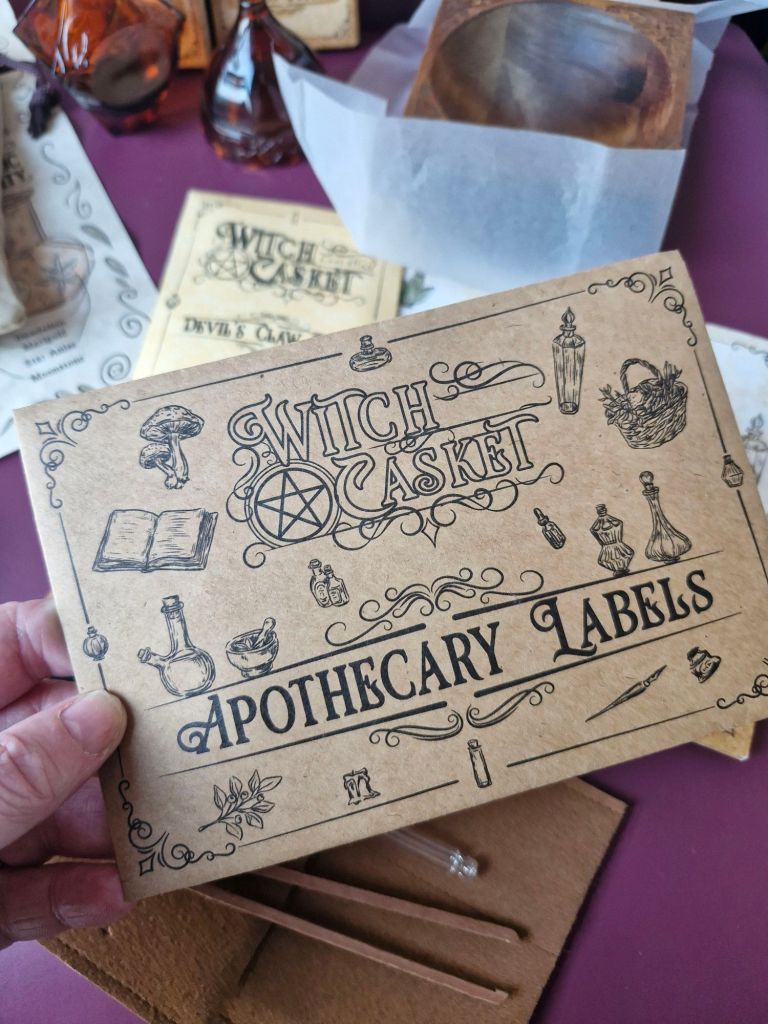 WITCH
CASKET
DEVIL'S CLAW
WITCH
CASKET
APOTHECARY LABELS